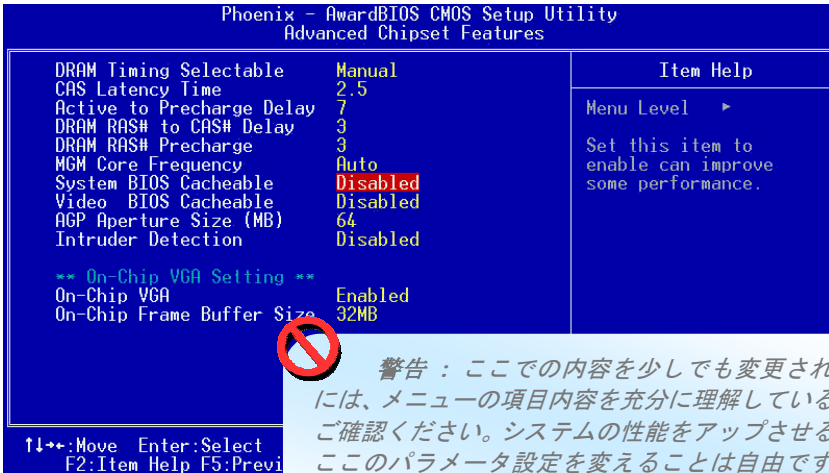 Phoenix - AwardBIOS CMOS Setup Utility
Advanced Chipset Features
DRAM Timing Selectable Manual
CAS Latency Time 2.5
Active to Precharge Delay 7
DRAM RAS# to CAS# Delay 3
DRAM RAS# Precharge 3
MGM Core Frequency Auto
System BIOS Cacheable Disabled
Video BIOS Cacheable Disabled
AGP Aperture Size (MB) 64
Intruder Detection Disabled
** On-Chip VGA Setting **
On-Chip VGA Enabled
On-Chip Frame Buffer Size 32MB
Item Help
Menu Level ►
Set this item to
enable can improve
some performance.
警告 : ここでの内容を少しでも変更され
には、メニューの項目内容を充分に理解している
ご確認ください。システムの性能をアップさせる
ここのパラメータ設定を変えることは自由です
↑↓→←:Move Enter:Select
F2:Item Help F5:Previ